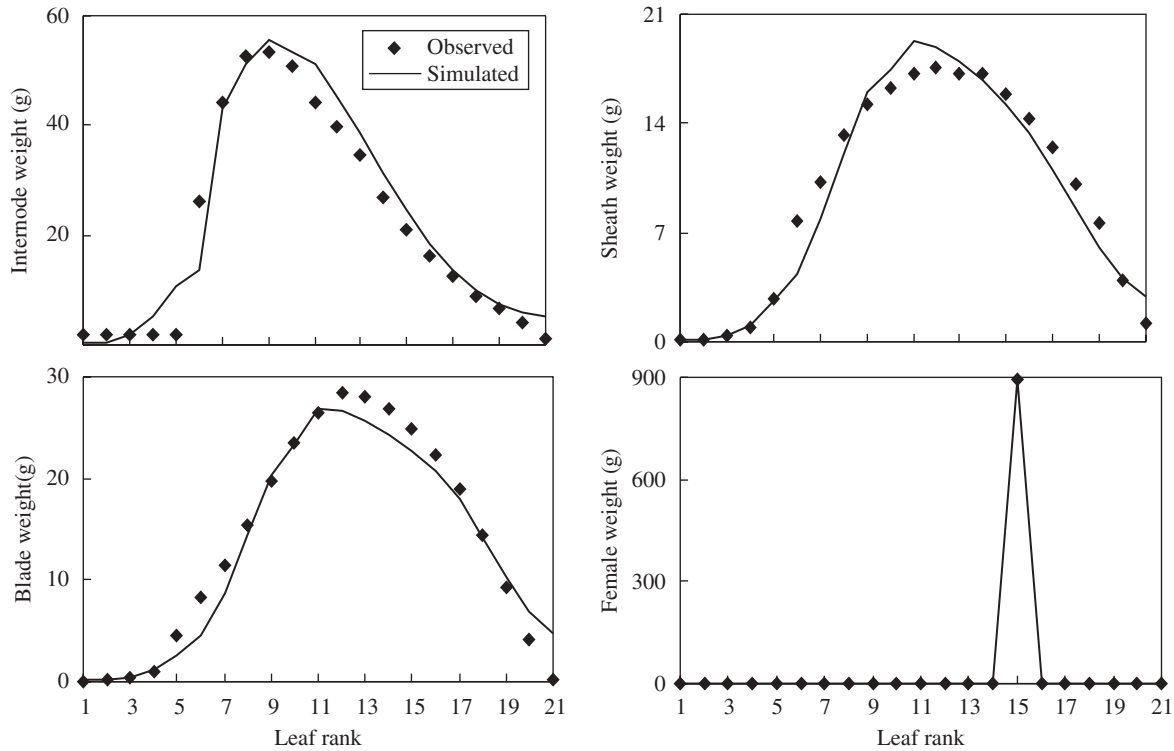 60
40
20
Internode weight (g)
Observed
Simulated
21
14
7
0
Sheath weight (g)
30
20
10
0
Blade weight(g)
1 3 5 7 9 11 13 15 17 19 21
Leaf rank
900
600
300
0
Female weight (g)
1 3 5 7 9 11 13 15 17 19 21
Leaf rank